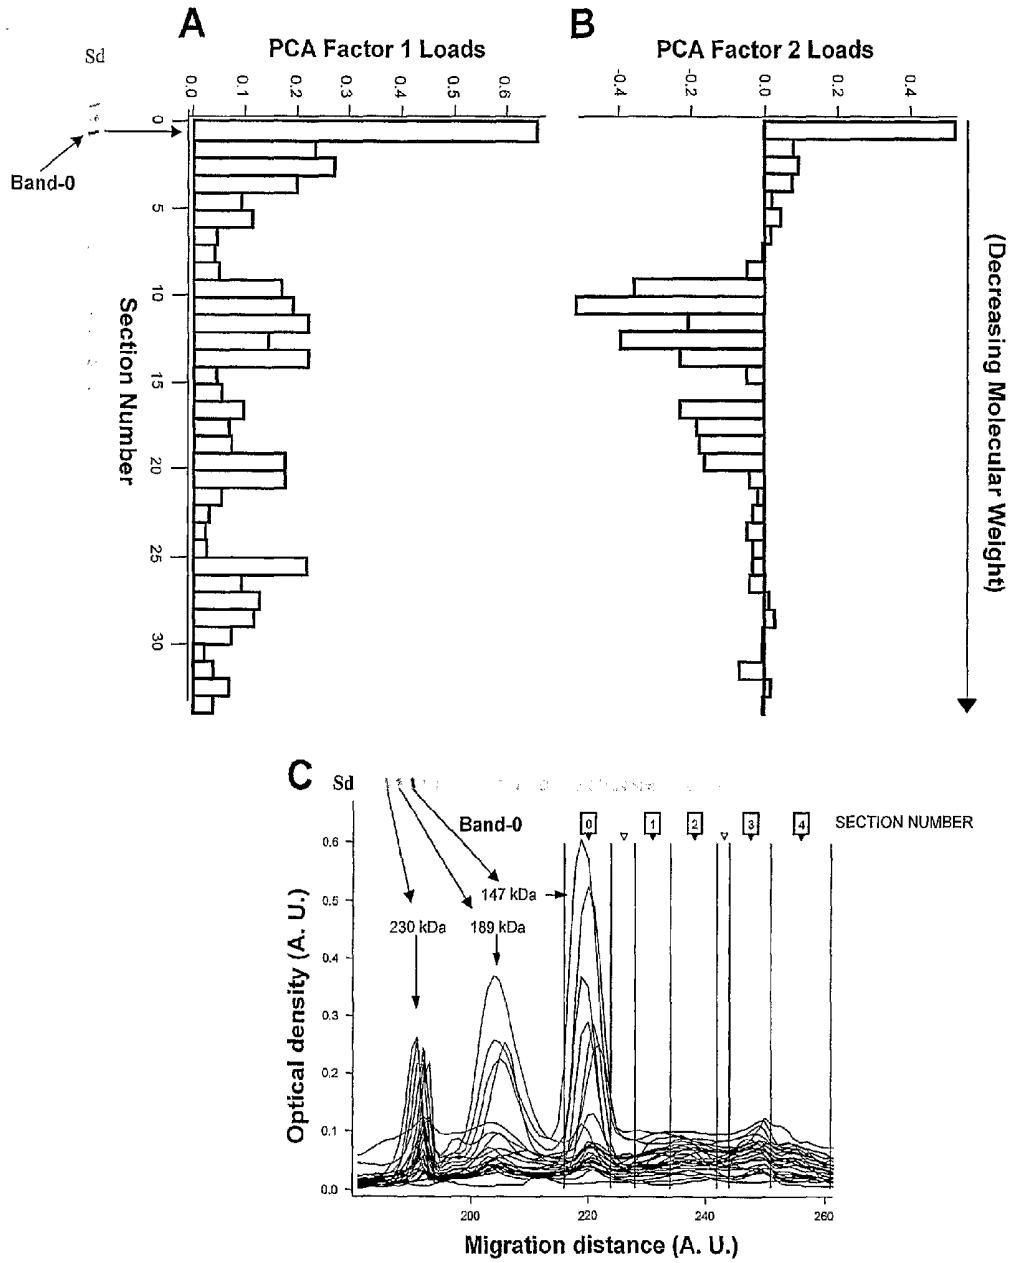 A
PCA Factor 1 Loads
Sd
0.0 0.1 0.2 0.3 0.4 0.5 0.6
Band-0
0
5
10
15
20
25
30
Section Number
B
PCA Factor 2 Loads
-0.4 -0.2 0.0 0.2 0.4
(Decreasing Molecular Weight)
C
Sd
Band-0
0 1 2 3 4 SECTION NUMBER
147 kDa
230 kDa
189 kDa
0.6
0.5
0.4
0.3
0.2
0.1
0.0
Optical density (A. U.)
200 220 240 260
Migration distance (A. U.)